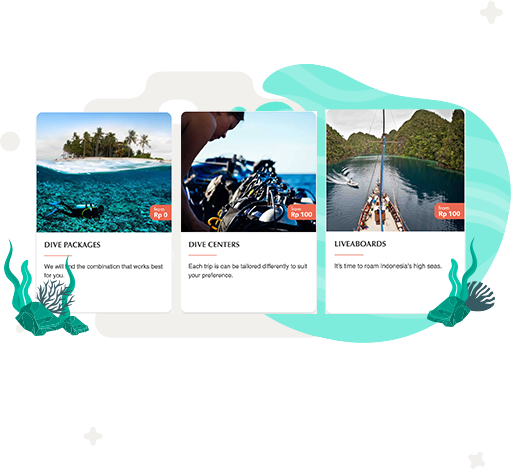 from
Rp 0
DIVE PACKAGES
We will find the combination that works best
for you.
from
Rp 100
DIVE CENTERS
Each trip is can be tailored differently to suit
your preference.
from
Rp 100
LIVEABOARDS
It's time to roam Indonesia's high seas.